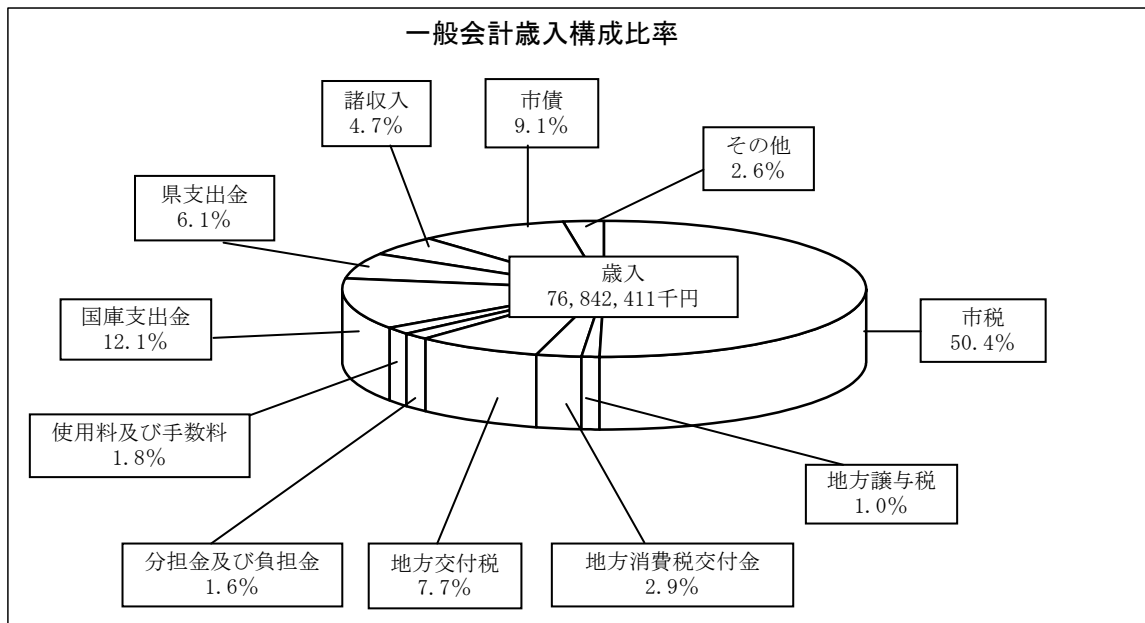 一般会計歳入構成比率
諸収入
4.7%
市債
9.1%
その他
2.6%
県支出金
6.1%
歳入
76,842,411千円
国庫支出金
12.1%
市税
50.4%
使用料及び手数料
1.8%
地方譲与税
1.0%
分担金及び負担金
1.6%
地方交付税
7.7%
地方消費税交付金
2.9%